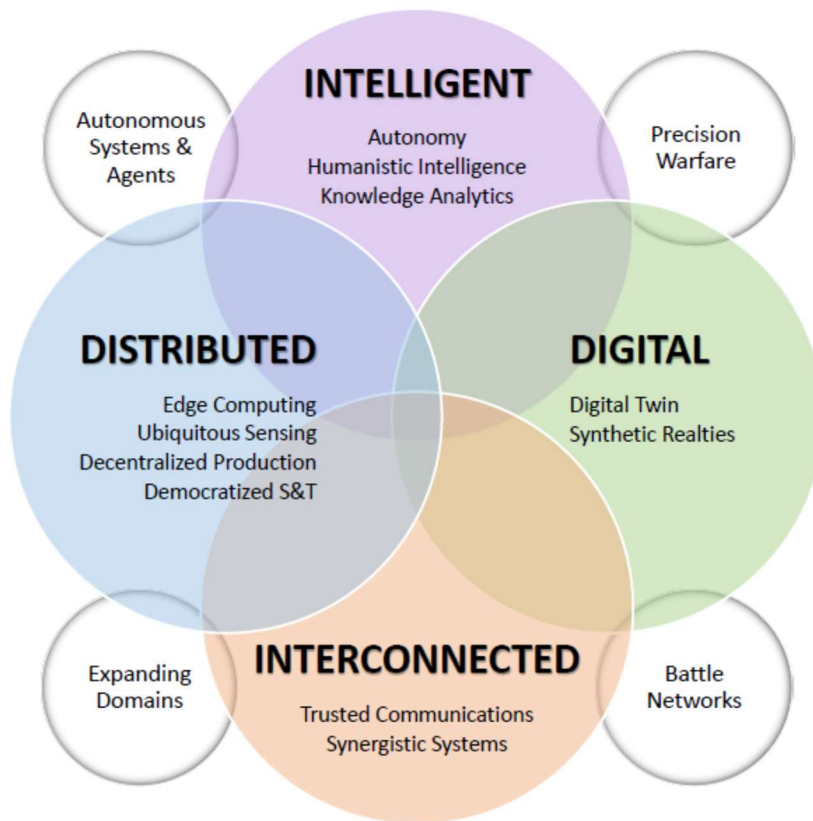 INTELLIGENT
Autonomy
Humanistic Intelligence
Knowledge Analytics
Autonomous
Systems &
Agents
Precision
Warfare
DISTRIBUTED
Edge Computing
Ubiquitous Sensing
Decentralized Production
Democratized S&T
DIGITAL
Digital Twin
Synthetic Realties
INTERCONNECTED
Trusted Communications
Synergistic Systems
Expanding
Domains
Battle
Networks